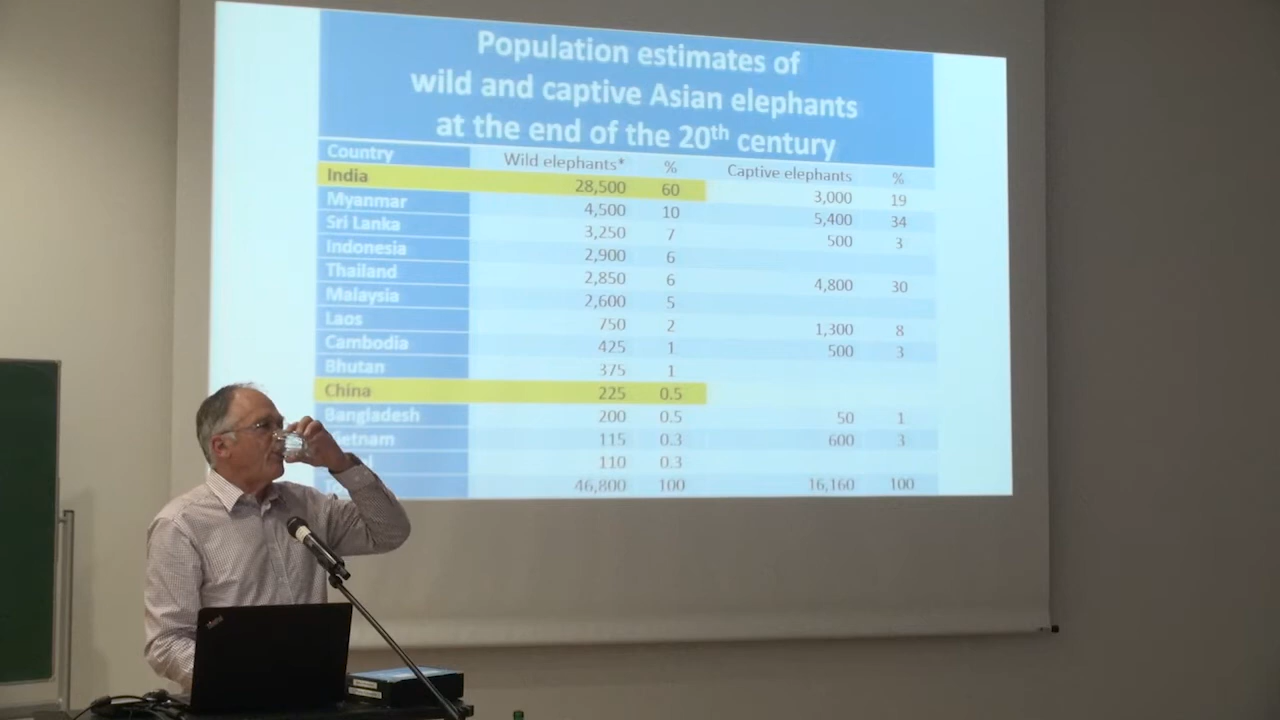 Population estimates of
wild and captive Asian elephants
at the end of the 20th century
Country Wild elephants* % Captive elephants %
India 28,500 60 3,000 19
Myanmar 4,500 10 5,400 34
Sri Lanka 3,250 7 500 3
Indonesia 2,900 6
Thailand 2,850 6 4,800 30
Malaysia 2,600 5
Laos 750 2 1,300 8
Cambodia 425 1 500 3
Bhutan 375 1
China 225 0.5
Bangladesh 200 0.5 50 1
ietnam 115 0.3 600 3
110 0.3
46,800 100 16,160 100